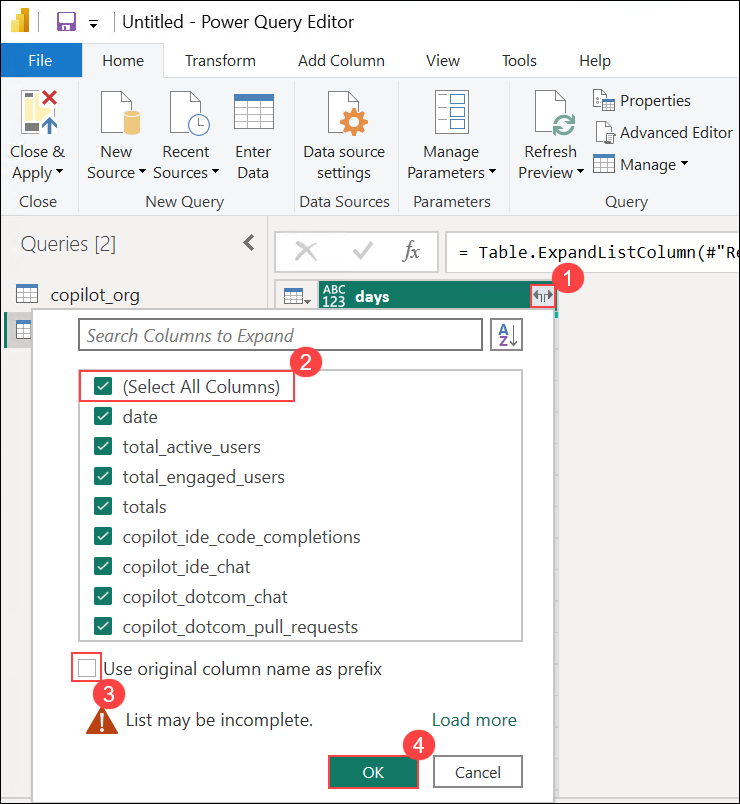 Untitled - Power Query Editor
File Home Transform Add Column View Tools Help
Close & Apply
New Source
Recent Sources
Enter Data
Data source settings
Manage Parameters
Refresh Preview
Properties
Advanced Editor
Manage
Close New Query Data Sources Parameters Query
Queries [2]
fx = Table.ExpandListColumn(#"Re
1
copilot_org
ABC 123 days
Search Columns to Expand
A Z
2
(Select All Columns)
date
total_active_users
total_engaged_users
totals
copilot_ide_code_completions
copilot_ide_chat
copilot_dotcom_chat
copilot_dotcom_pull_requests
Use original column name as prefix
3
List may be incomplete. Load more
4
OK Cancel